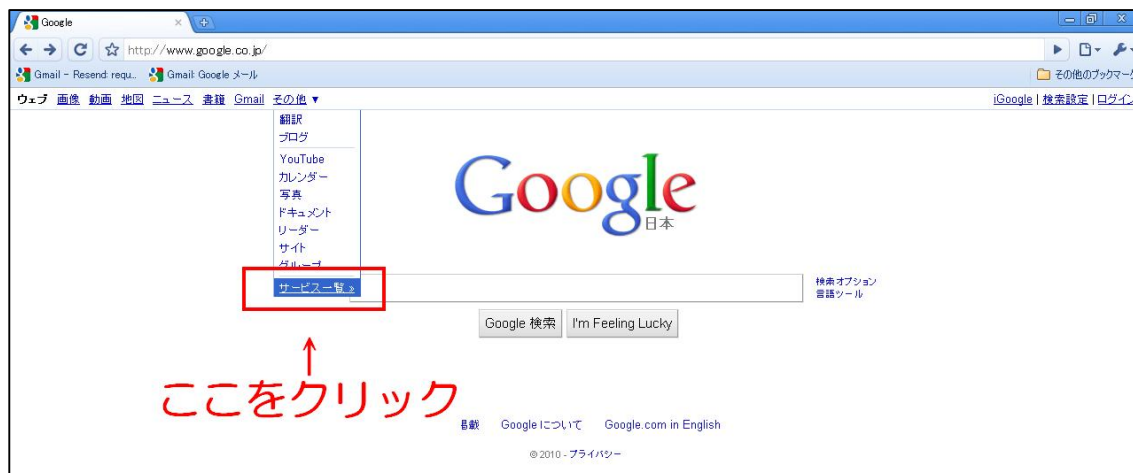 Google
http://www.google.co.jp/
Gmail - Resend: requ... Gmail: Google メール その他のブックマーク
ウェブ 画像 動画 地図 ニュース 書籍 Gmail その他 ▼ iGoogle | 検索設定 | ログイン
翻訳
ブログ
YouTube
カレンダー
写真
ドキュメント
リーダー
サイト
グループ
サービス一覧 »
Google
日本
検索オプション
言語ツール
Google 検索 I'm Feeling Lucky
↑
ここをクリック
Google について Google.com in English
© 2010 - プライバシー